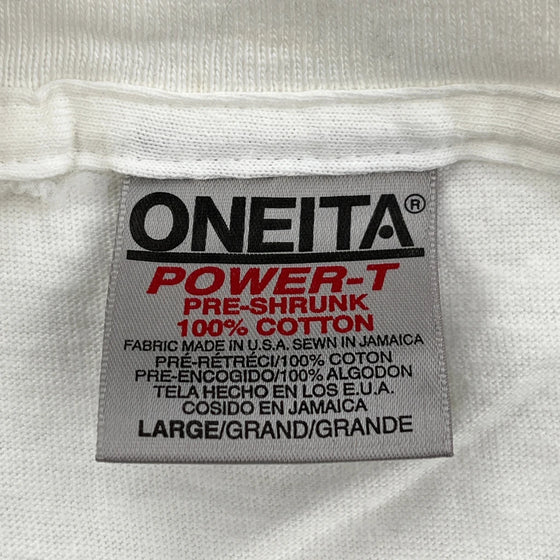 ONEITA®
POWER-T
PRE-SHRUNK
100% COTTON
FABRIC MADE IN U.S.A. SEWN IN JAMAICA
PRÉ-RÉTRÉCI/100% COTON
PRE-ENCOGIDO/100% ALGODON
TELA HECHO EN LOS E.U.A.
COSIDO EN JAMAICA
LARGE/GRAND/GRANDE